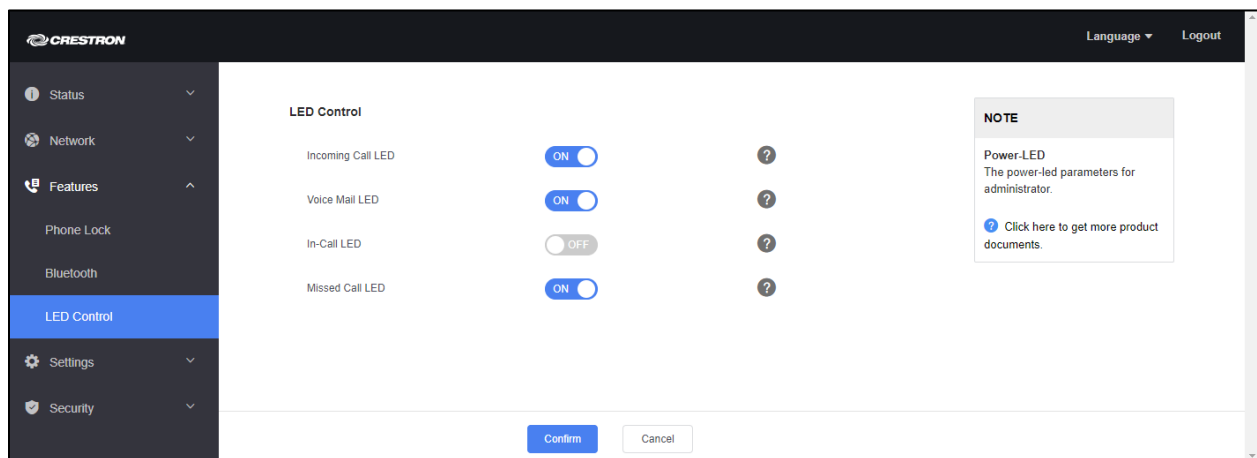 CRESTRON
Language
Logout
Status
Network
Features
Phone Lock
Bluetooth
LED Control
Settings
Security
LED Control
Incoming Call LED ON ?
Voice Mail LED ON ?
In-Call LED OFF ?
Missed Call LED ON ?
NOTE
Power-LED
The power-led parameters for
administrator.
? Click here to get more product
documents.
Confirm
Cancel